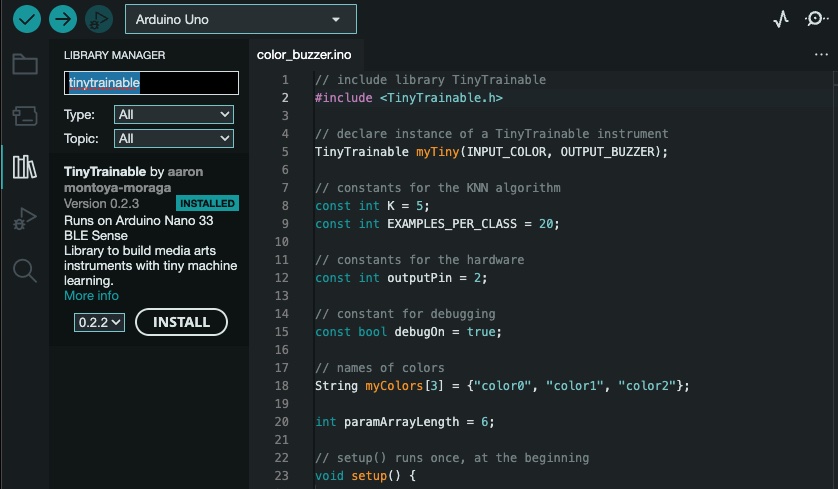 Arduino Uno
LIBRARY MANAGER
tinytrainable
Type: All
Topic: All
TinyTrainable by aaron
montoya-moraga
Version 0.2.3 INSTALLED
Runs on Arduino Nano 33
BLE Sense
Library to build media arts
instruments with tiny machine
learning.
More info
0.2.2 INSTALL
color_buzzer.ino
...
1 // include library TinyTrainable
2 #include <TinyTrainable.h>
3
4 // declare instance of a TinyTrainable instrument
5 TinyTrainable myTiny(INPUT_COLOR, OUTPUT_BUZZER);
6
7 // constants for the KNN algorithm
8 const int K = 5;
9 const int EXAMPLES_PER_CLASS = 20;
10
11 // constants for the hardware
12 const int outputPin = 2;
13
14 // constant for debugging
15 const bool debugOn = true;
16
17 // names of colors
18 String myColors[3] = {"color0", "color1", "color2"};
19
20 int paramArrayLength = 6;
21
22 // setup() runs once, at the beginning
23 void setup() {